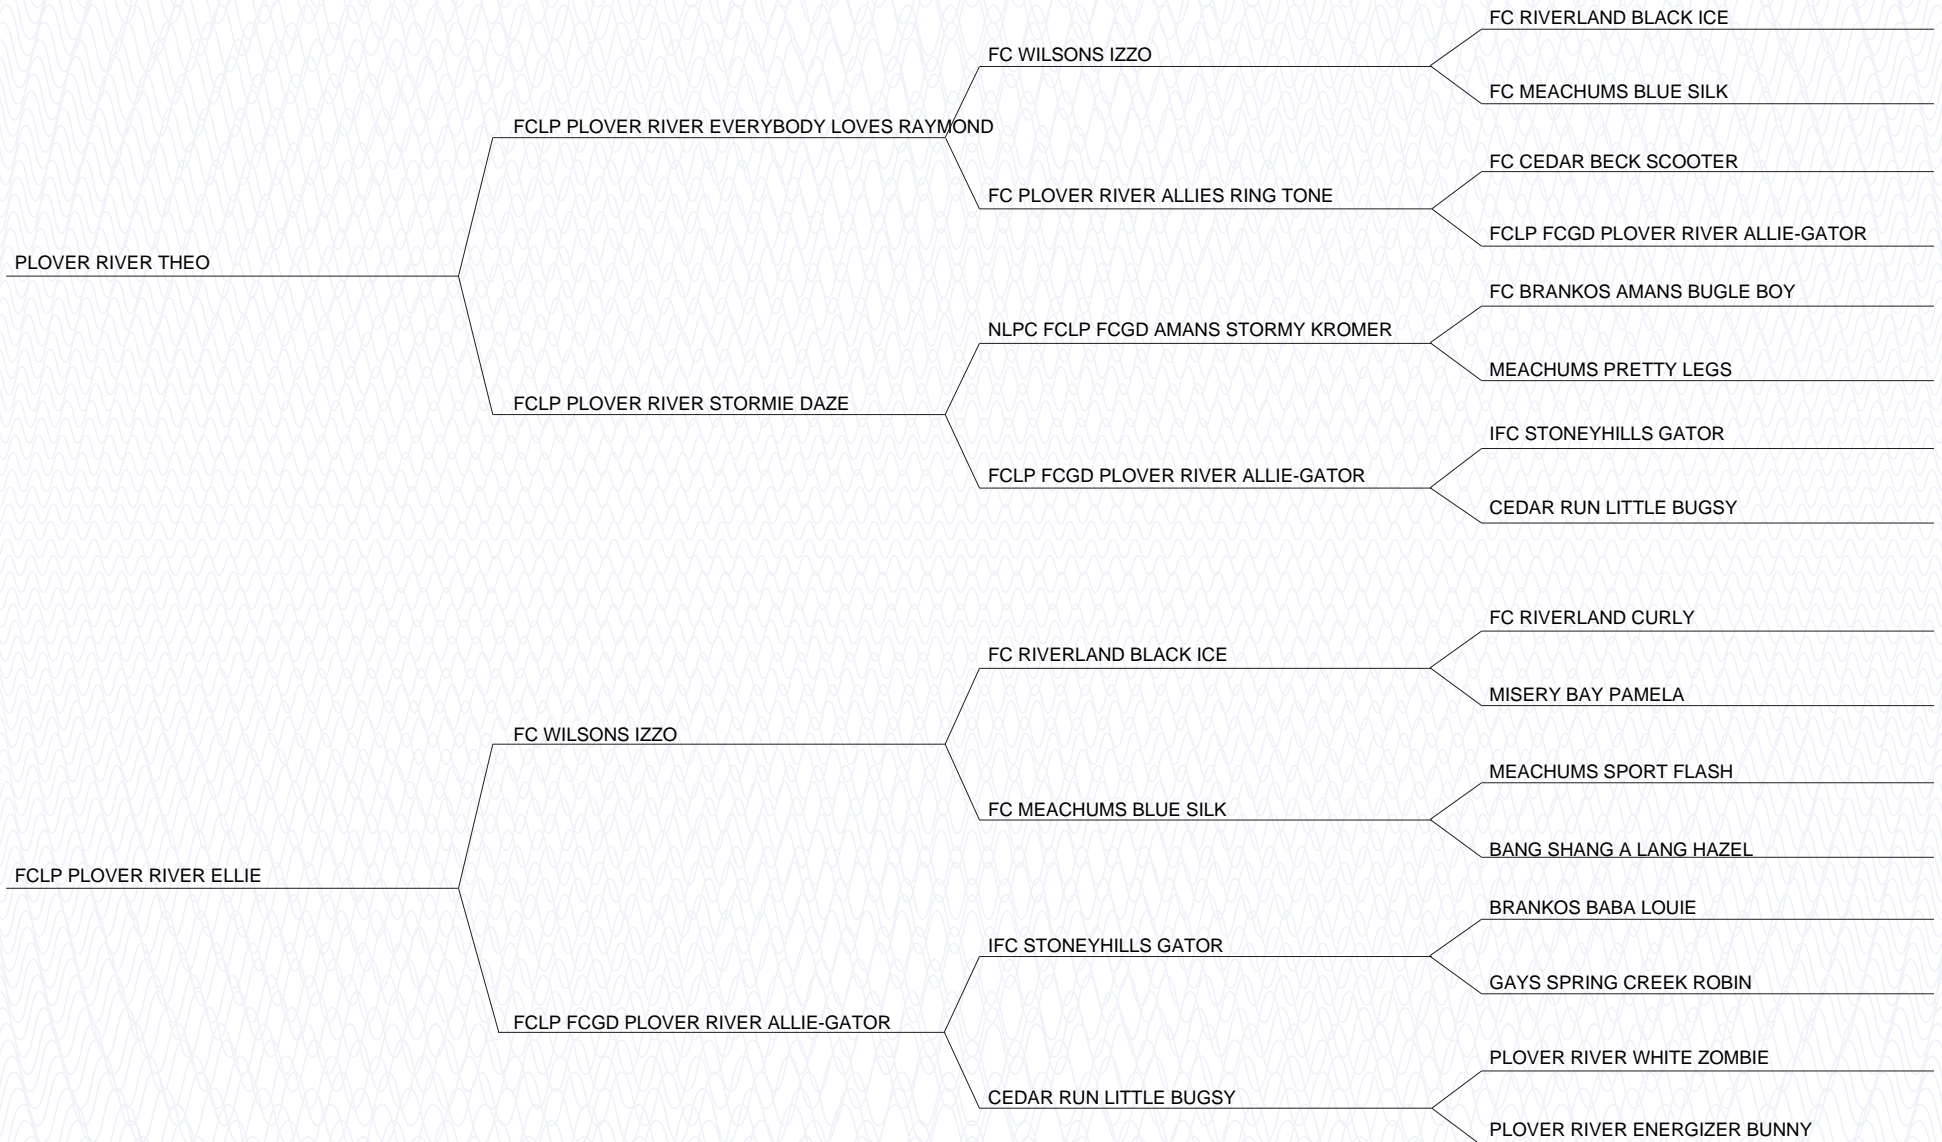 FC RIVERLAND BLACK ICE
FC WILSONS IZZO
FC MEACHUMS BLUE SILK
FCLP PLOVER RIVER EVERYBODY LOVES RAYMOND
FC CEDAR BECK SCOOTER
FC PLOVER RIVER ALLIES RING TONE
FCLP FCGD PLOVER RIVER ALLIE-GATOR
PLOVER RIVER THEO
FC BRANKOS AMANS BUGLE BOY
NLPC FCLP FCGD AMANS STORMY KROMER
MEACHUMS PRETTY LEGS
FCLP PLOVER RIVER STORMIE DAZE
IFC STONEYHILLS GATOR
FCLP FCGD PLOVER RIVER ALLIE-GATOR
CEDAR RUN LITTLE BUGSY
FC RIVERLAND CURLY
FC RIVERLAND BLACK ICE
MISERY BAY PAMELA
FC WILSONS IZZO
MEACHUMS SPORT FLASH
FC MEACHUMS BLUE SILK
BANG SHANG A LANG HAZEL
FCLP PLOVER RIVER ELLIE
BRANKOS BABA LOUIE
IFC STONEYHILLS GATOR
GAYS SPRING CREEK ROBIN
FCLP FCGD PLOVER RIVER ALLIE-GATOR
PLOVER RIVER WHITE ZOMBIE
CEDAR RUN LITTLE BUGSY
PLOVER RIVER ENERGIZER BUNNY